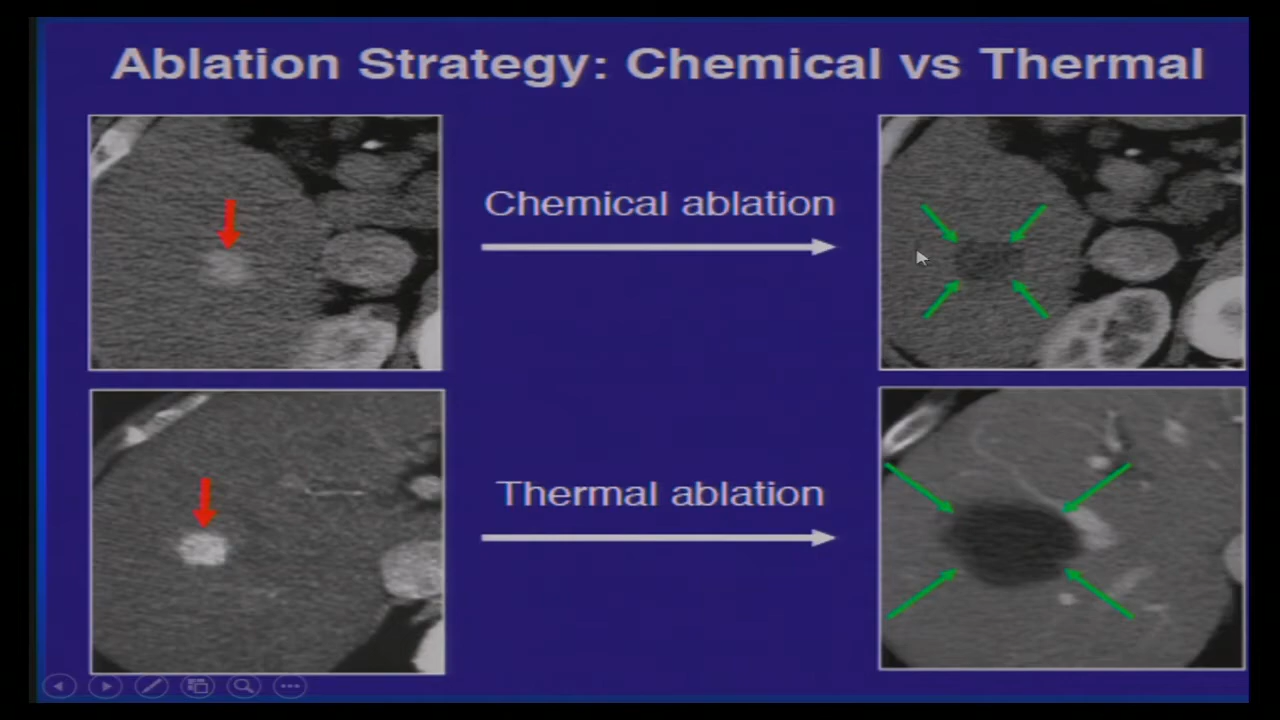 Ablation Strategy: Chemical vs Thermal
Chemical ablation
Thermal ablation